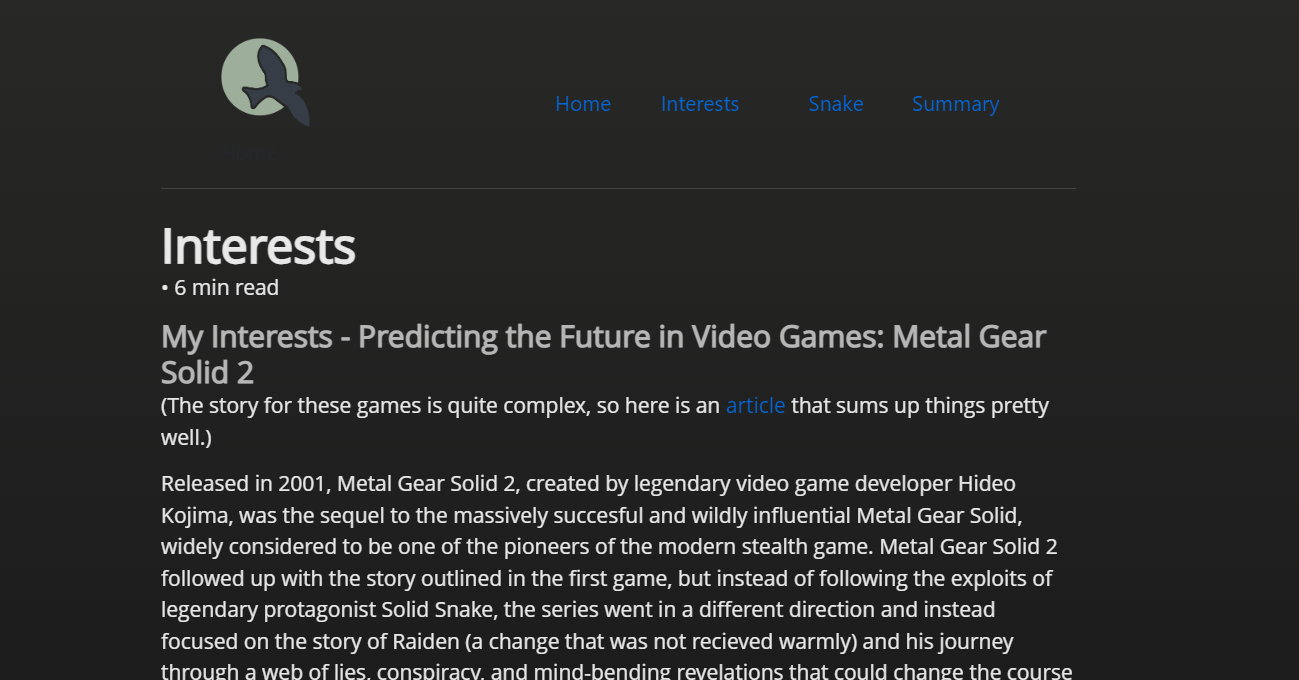 Home Interests Snake Summary
Interests
• 6 min read
My Interests - Predicting the Future in Video Games: Metal Gear
Solid 2
(The story for these games is quite complex, so here is an article that sums up things pretty
well.)
Released in 2001, Metal Gear Solid 2, created by legendary video game developer Hideo
Kojima, was the sequel to the massively succesful and wildly influential Metal Gear Solid,
widely considered to be one of the pioneers of the modern stealth game. Metal Gear Solid 2
followed up with the story outlined in the first game, but instead of following the exploits of
legendary protagonist Solid Snake, the series went in a different direction and instead
focused on the story of Raiden (a change that was not recieved warmly) and his journey
through a web of lies, conspiracy, and mind-bending revelations that could change the course